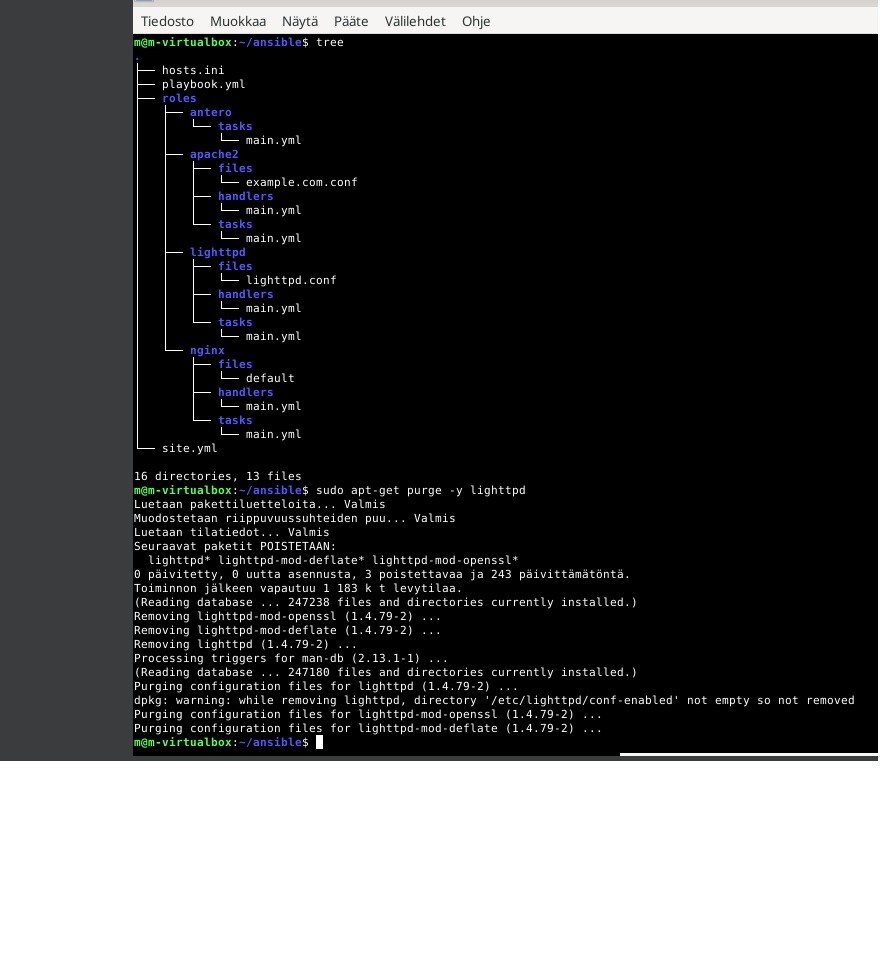 Tiedosto Muokkaa Näytä Pääte Välilehdet Ohje
m@m-virtualbox:~/ansible$ tree
.
├── hosts.ini
├── playbook.yml
├── roles
│   ├── antero
│   │   └── tasks
│   │       └── main.yml
│   ├── apache2
│   │   ├── files
│   │   │   └── example.com.conf
│   │   ├── handlers
│   │   │   └── main.yml
│   │   └── tasks
│   │       └── main.yml
│   ├── lighttpd
│   │   ├── files
│   │   │   └── lighttpd.conf
│   │   ├── handlers
│   │   │   └── main.yml
│   │   └── tasks
│   │       └── main.yml
│   └── nginx
│       ├── files
│       │   └── default
│       ├── handlers
│       │   └── main.yml
│       └── tasks
│           └── main.yml
└── site.yml
16 directories, 13 files
m@m-virtualbox:~/ansible$ sudo apt-get purge -y lighttpd
Luetaan pakettiluetteloita... Valmis
Muodostetaan riippuvuussuhteiden puu... Valmis
Luetaan tilatiedot... Valmis
Seuraavat paketit POISTETAAN:
  lighttpd* lighttpd-mod-deflate* lighttpd-mod-openssl*
0 päivitetty, 0 uutta asennusta, 3 poistettavaa ja 243 päivittämätöntä.
Toiminnon jälkeen vapautuu 1 183 k t levytilaa.
(Reading database ... 247238 files and directories currently installed.)
Removing lighttpd-mod-openssl (1.4.79-2) ...
Removing lighttpd-mod-deflate (1.4.79-2) ...
Removing lighttpd (1.4.79-2) ...
Processing triggers for man-db (2.13.1-1) ...
(Reading database ... 247180 files and directories currently installed.)
Purging configuration files for lighttpd (1.4.79-2) ...
dpkg: warning: while removing lighttpd, directory '/etc/lighttpd/conf-enabled' not empty so not removed
Purging configuration files for lighttpd-mod-openssl (1.4.79-2) ...
Purging configuration files for lighttpd-mod-deflate (1.4.79-2) ...
m@m-virtualbox:~/ansible$